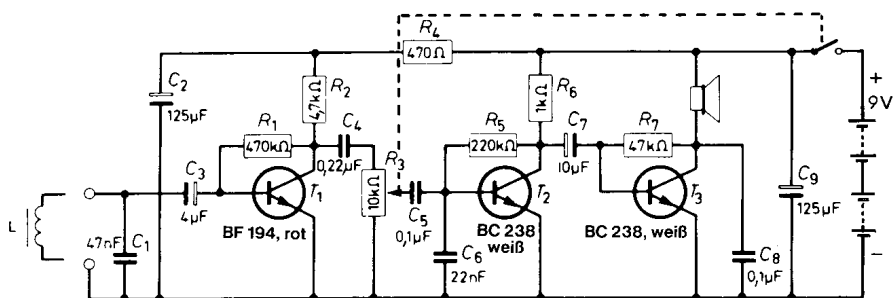 R4
470Ω
C2
125µF
R2
4,7kΩ
R6
1kΩ
+
9V
R1
470kΩ
C4
0,22µF
R3
10kΩ
R5
220kΩ
C7
10µF
R7
47kΩ
C3
4µF
T1
BF 194, rot
C5
0,1µF
T2
BC 238
weiß
T3
BC 238, weiß
C9
125µF
L
47nF
C1
C6
22nF
C8
0,1µF
−